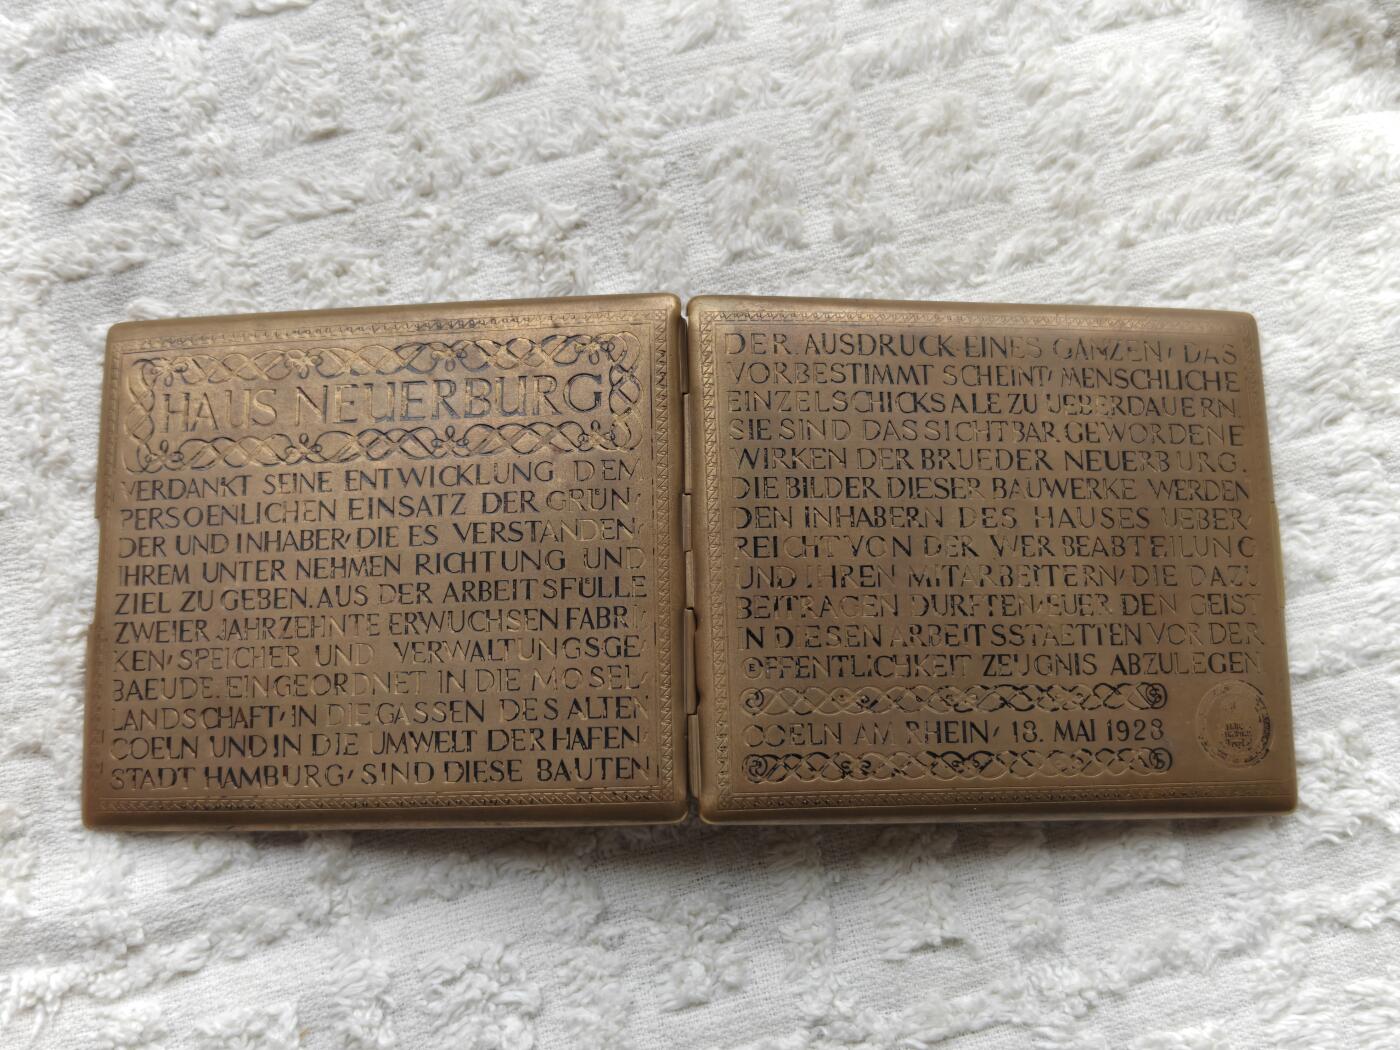 HAUS NEUERBURG
VERDANKT SEINE ENTWICKLUNG DEM
PERSOENLICHEN EINSATZ DER GRÜN/
DER UND INHABER/ DIE ES VERSTANDEN/
IHREM UNTERNEHMEN RICHTUNG UND
ZIEL ZU GEBEN. AUS DER ARBEITSFÜLLE
ZWEIER JAHRZEHNTE ERWUCHSEN FABRI/
KEN/ SPEICHER UND VERWALTUNGSGE/
BAEUDE. EINGEORDNET IN DIE MOSEL/
LANDSCHAFT/ IN DIE GASSEN DES ALTEN
COELN UND IN DIE UMWELT DER HAFEN/
STADT HAMBURG/ SIND DIESE BAUTEN
DER AUSDRUCK EINES GANZEN/ DAS
VORBESTIMMT SCHEINT/ MENSCHLICHE
EINZELSCHICKSALE ZU UEBERDAUERN.
SIE SIND DAS SICHTBAR GEWORDENE
WIRKEN DER BRUEDER NEUERBURG.
DIE BILDER DIESER BAUWERKE WERDEN
DEN INHABERN DES HAUSES UEBER/
REICHT VON DER WERBEABTEILUNG
UND IHREN MITARBEITERN/ DIE DAZU
BEITRAGEN DURFTEN/ FUER DEN GEIST
IN DIESEN ARBEITSSTAETTEN VOR DER
OEFFENTLICHKEIT ZEUGNIS ABZULEGEN
COELN AM RHEIN/ 18. MAI 1928